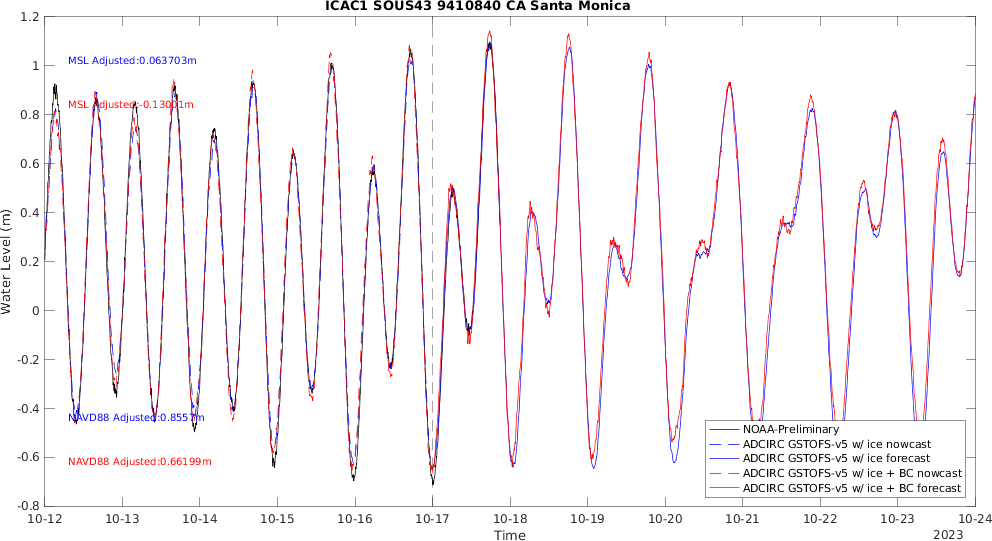 ICAC1 SOUS43 9410840 CA Santa Monica
1.2
1
0.8
0.6
0.4
0.2
0
-0.2
-0.4
-0.6
-0.8
Water Level (m)
MSL Adjusted:0.063703m
MSL Adjusted:-0.13001m
NAVD88 Adjusted:0.8557m
NAVD88 Adjusted:0.66199m
NOAA-Preliminary
ADCIRC GSTOFS-v5 w/ ice nowcast
ADCIRC GSTOFS-v5 w/ ice forecast
ADCIRC GSTOFS-v5 w/ ice + BC nowcast
ADCIRC GSTOFS-v5 w/ ice + BC forecast
10-12 10-13 10-14 10-15 10-16 10-17 10-18 10-19 10-20 10-21 10-22 10-23 10-24
Time
2023